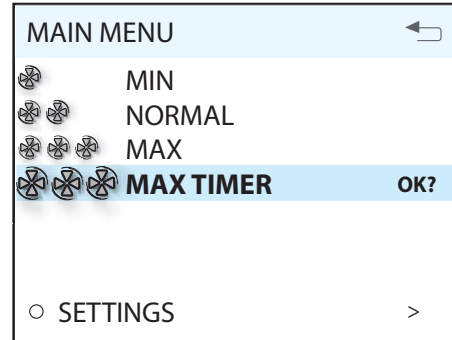 MAIN MENU
MIN
NORMAL
MAX
MAX TIMER OK?
SETTINGS >